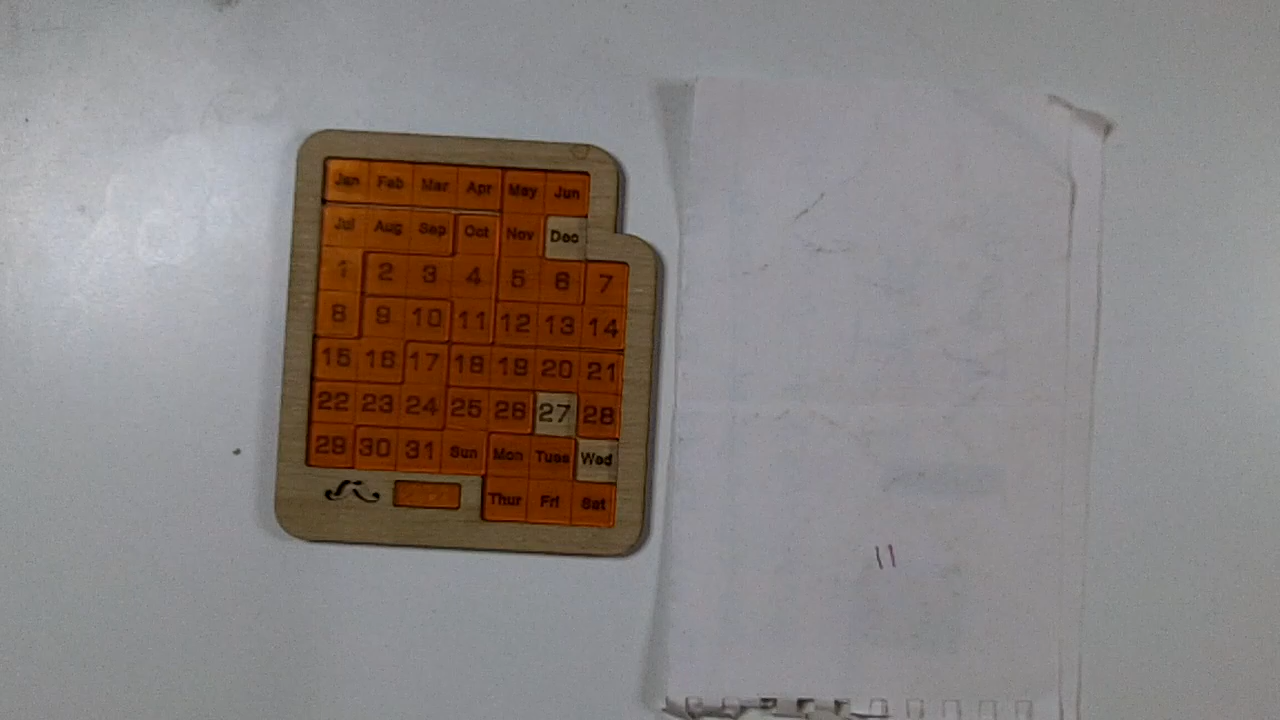 Jan Feb Mar Apr May Jun
Jul Aug Sep Oct Nov Dec
1 2 3 4 5 6 7
8 9 10 11 12 13 14
15 16 17 18 19 20 21
22 23 24 25 26 27 28
29 30 31 Sun Mon Tues Wed
Thur Fri Sat
11